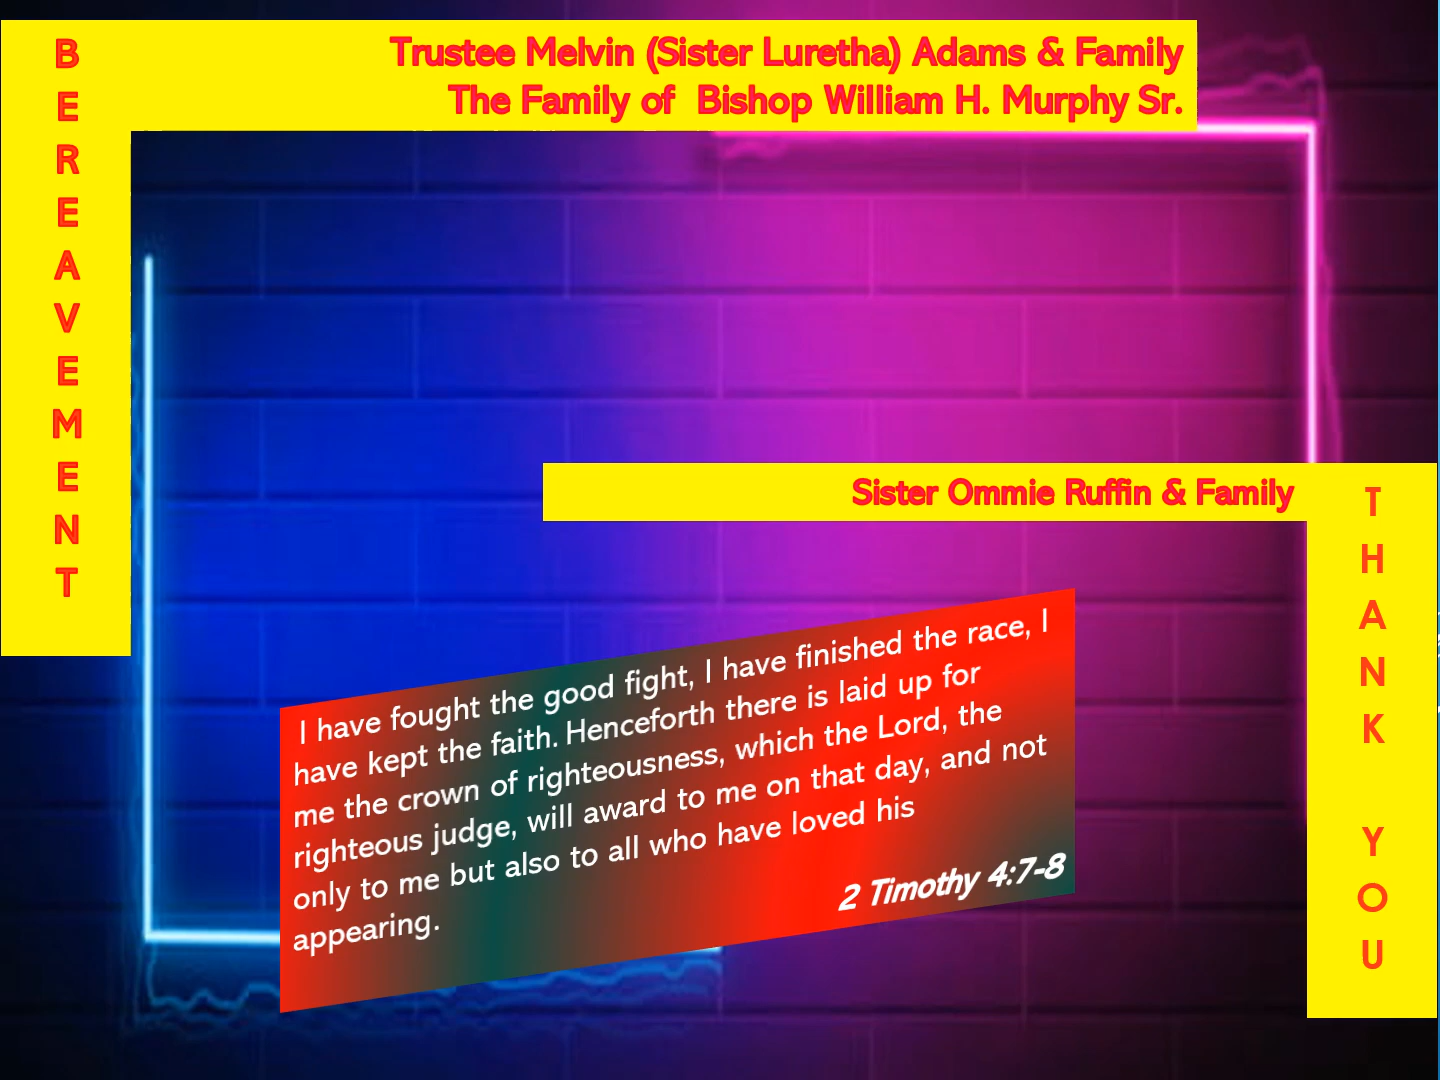 BEREAVEMENT
Trustee Melvin (Sister Luretha) Adams & Family
The Family of  Bishop William H. Murphy Sr.
Sister Ommie Ruffin & Family
THANK YOU
I have fought the good fight, I have finished the race, I
have kept the faith. Henceforth there is laid up for
me the crown of righteousness, which the Lord, the
righteous judge, will award to me on that day, and not
only to me but also to all who have loved his
appearing.
2 Timothy 4:7-8